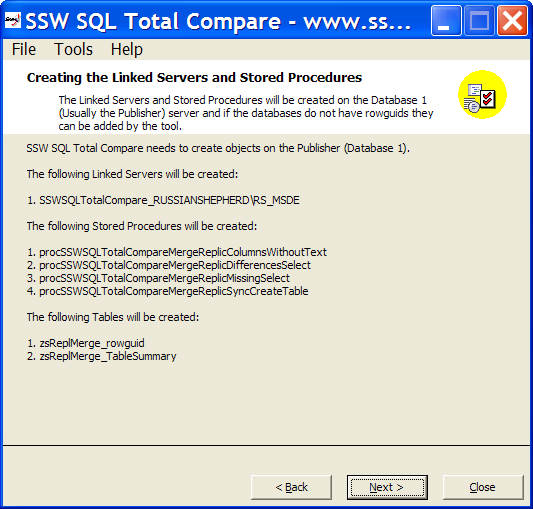 SSW SQL Total Compare - www.ss...
File Tools Help
Creating the Linked Servers and Stored Procedures
The Linked Servers and Stored Procedures will be created on the Database 1
(Usually the Publisher) server and if the databases do not have rowguids they
can be added by the tool.
SSW SQL Total Compare needs to create objects on the Publisher (Database 1).
The following Linked Servers will be created:
1. SSWSQLTotalCompare_RUSSIANSHEPHERD\RS_MSDE
The following Stored Procedures will be created:
1. procSSWSQLTotalCompareMergeReplicColumnsWithoutText
2. procSSWSQLTotalCompareMergeReplicDifferencesSelect
3. procSSWSQLTotalCompareMergeReplicMissingSelect
4. procSSWSQLTotalCompareMergeReplicSyncCreateTable
The following Tables will be created:
1. zsReplMerge_rowguid
2. zsReplMerge_TableSummary
< Back Next > Close